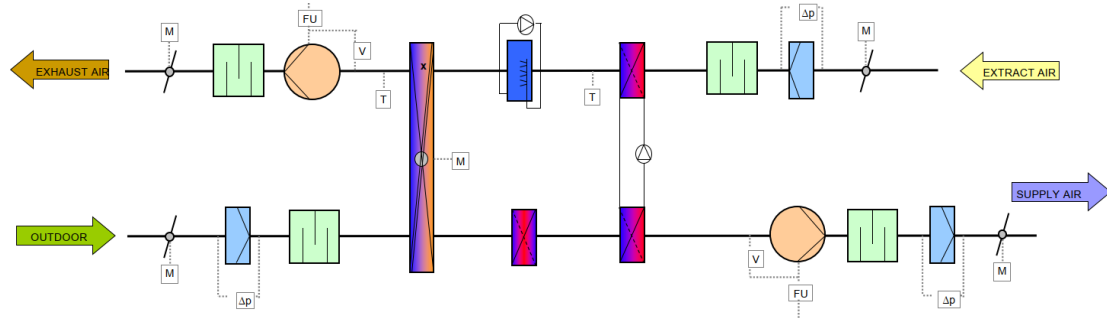 FU
Δp
M
V
M
EXHAUST AIR
EXTRACT AIR
T
T
x
M
SUPPLY AIR
OUTDOOR
M
V
M
FU
Δp
Δp